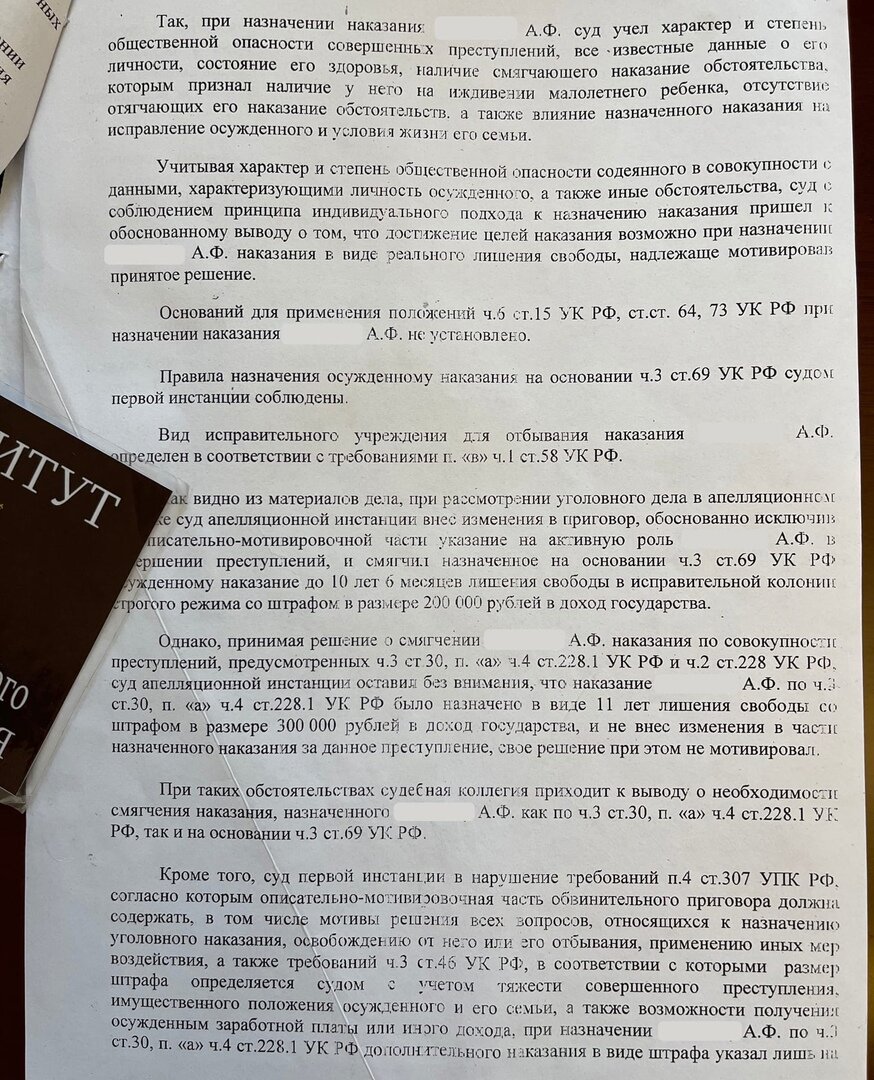 ных
нии
ия
Так, при назначении наказания А.Ф. суд учел характер и степень
общественной опасности совершенных преступлений, все известные данные о его
личности, состояние его здоровья, наличие смягчающего наказание обстоятельства,
которым признал наличие у него на иждивении малолетнего ребенка, отсутствие
отягчающих его наказание обстоятельств, а также влияние назначенного наказания на
исправление осужденного и условия жизни его семьи.
Учитывая характер и степень общественной опасности содеянного в совокупности с
данными, характеризующими личность осужденного, а также иные обстоятельства, суд с
соблюдением принципа индивидуального подхода к назначению наказания пришел к
обоснованному выводу о том, что достижение целей наказания возможно при назначении
А.Ф. наказания в виде реального лишения свободы, надлежаще мотивировав
принятое решение.
Оснований для применения положений ч.6 ст.15 УК РФ, ст.ст. 64, 73 УК РФ при
назначении наказания А.Ф. не установлено.
Правила назначения осужденному наказания на основании ч.3 ст.69 УК РФ судом
первой инстанции соблюдены.
Вид исправительного учреждения для отбывания наказания А.Ф.
определен в соответствии с требованиями п. «в» ч.1 ст.58 УК РФ.
ак видно из материалов дела, при рассмотрении уголовного дела в апелляционном
ке суд апелляционной инстанции внес изменения в приговор, обоснованно исключив
писательно-мотивировочной части указание на активную роль А.Ф. в
ершении преступлений, и смягчил назначенное на основании ч.3 ст.69 УК РФ
ужденному наказание до 10 лет 6 месяцев лишения свободы в исправительной колонии
строгого режима со штрафом в размере 200 000 рублей в доход государства.
Однако, принимая решение о смягчении А.Ф. наказания по совокупности
преступлений, предусмотренных ч.3 ст.30, п. «а» ч.4 ст.228.1 УК РФ и ч.2 ст.228 УК РФ,
суд апелляционной инстанции оставил без внимания, что наказание А.Ф. по ч.3
ст.30, п. «а» ч.4 ст.228.1 УК РФ было назначено в виде 11 лет лишения свободы со
штрафом в размере 300 000 рублей в доход государства, и не внес изменения в части
назначенного наказания за данное преступление, свое решение при этом не мотивировал.
При таких обстоятельствах судебная коллегия приходит к выводу о необходимости
смягчения наказания, назначенного А.Ф. как по ч.3 ст.30, п. «а» ч.4 ст.228.1 УК
РФ, так и на основании ч.3 ст.69 УК РФ.
Кроме того, суд первой инстанции в нарушение требований п.4 ст.307 УПК РФ,
согласно которым описательно-мотивировочная часть обвинительного приговора должна
содержать, в том числе мотивы решения всех вопросов, относящихся к назначению
уголовного наказания, освобождению от него или его отбывания, применению иных мер
воздействия, а также требований ч.3 ст.46 УК РФ, в соответствии с которыми размер
штрафа определяется судом с учетом тяжести совершенного преступления,
имущественного положения осужденного и его семьи, а также возможности получения
осужденным заработной платы или иного дохода, при назначении А.Ф. по ч.3
ст.30, п. «а» ч.4 ст.228.1 УК РФ дополнительного наказания в виде штрафа указал лишь на
ИТУТ
ого